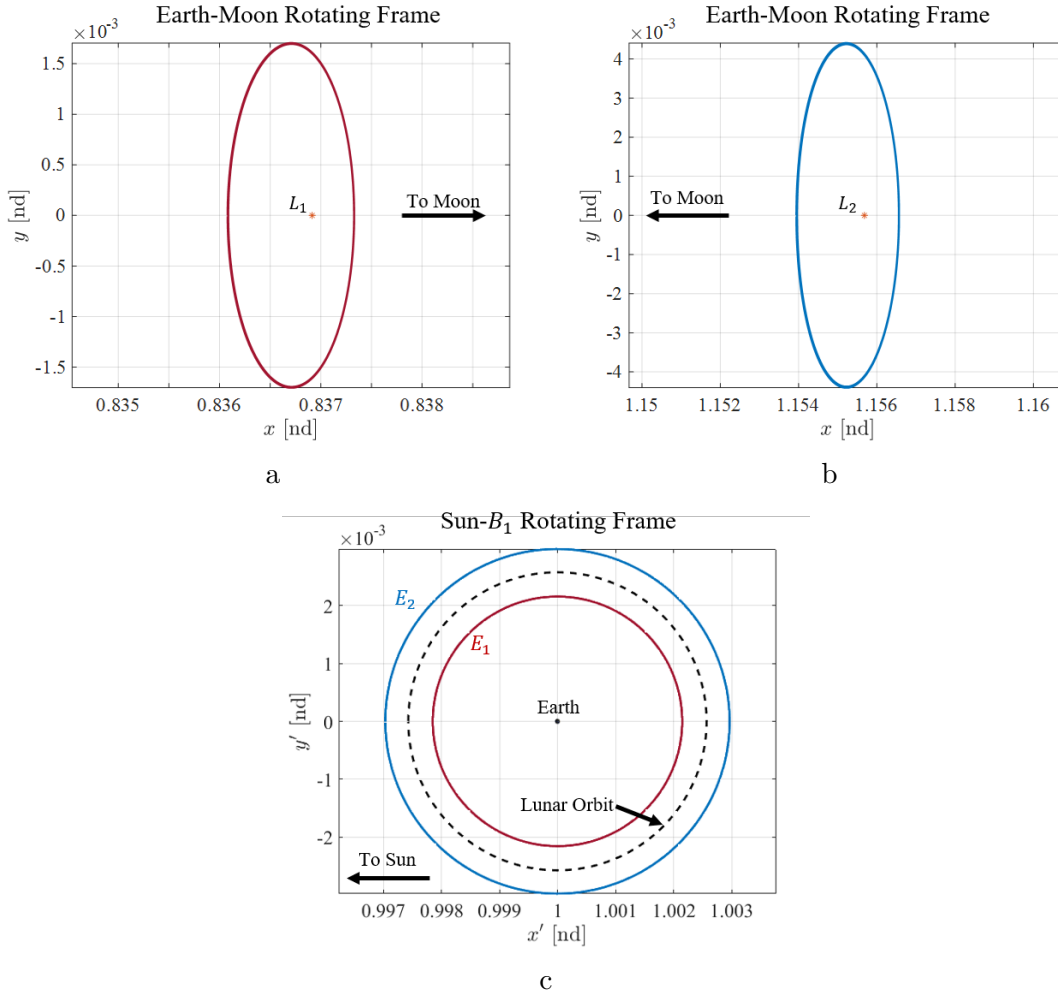 Earth-Moon Rotating Frame
×10⁻³
1.5
1
0.5
0
-0.5
-1
-1.5
y [nd]
L₁
To Moon
0.835
0.836
0.837
0.838
x [nd]
a
Earth-Moon Rotating Frame
×10⁻³
4
3
2
1
0
-1
-2
-3
-4
y [nd]
To Moon
L₂
1.15
1.152
1.154
1.156
1.158
1.16
x [nd]
b
Sun-B₁ Rotating Frame
×10⁻³
2
1
0
-1
-2
y′ [nd]
E₂
E₁
Earth
Lunar Orbit
To Sun
0.997
0.998
0.999
1
1.001
1.002
1.003
x′ [nd]
c